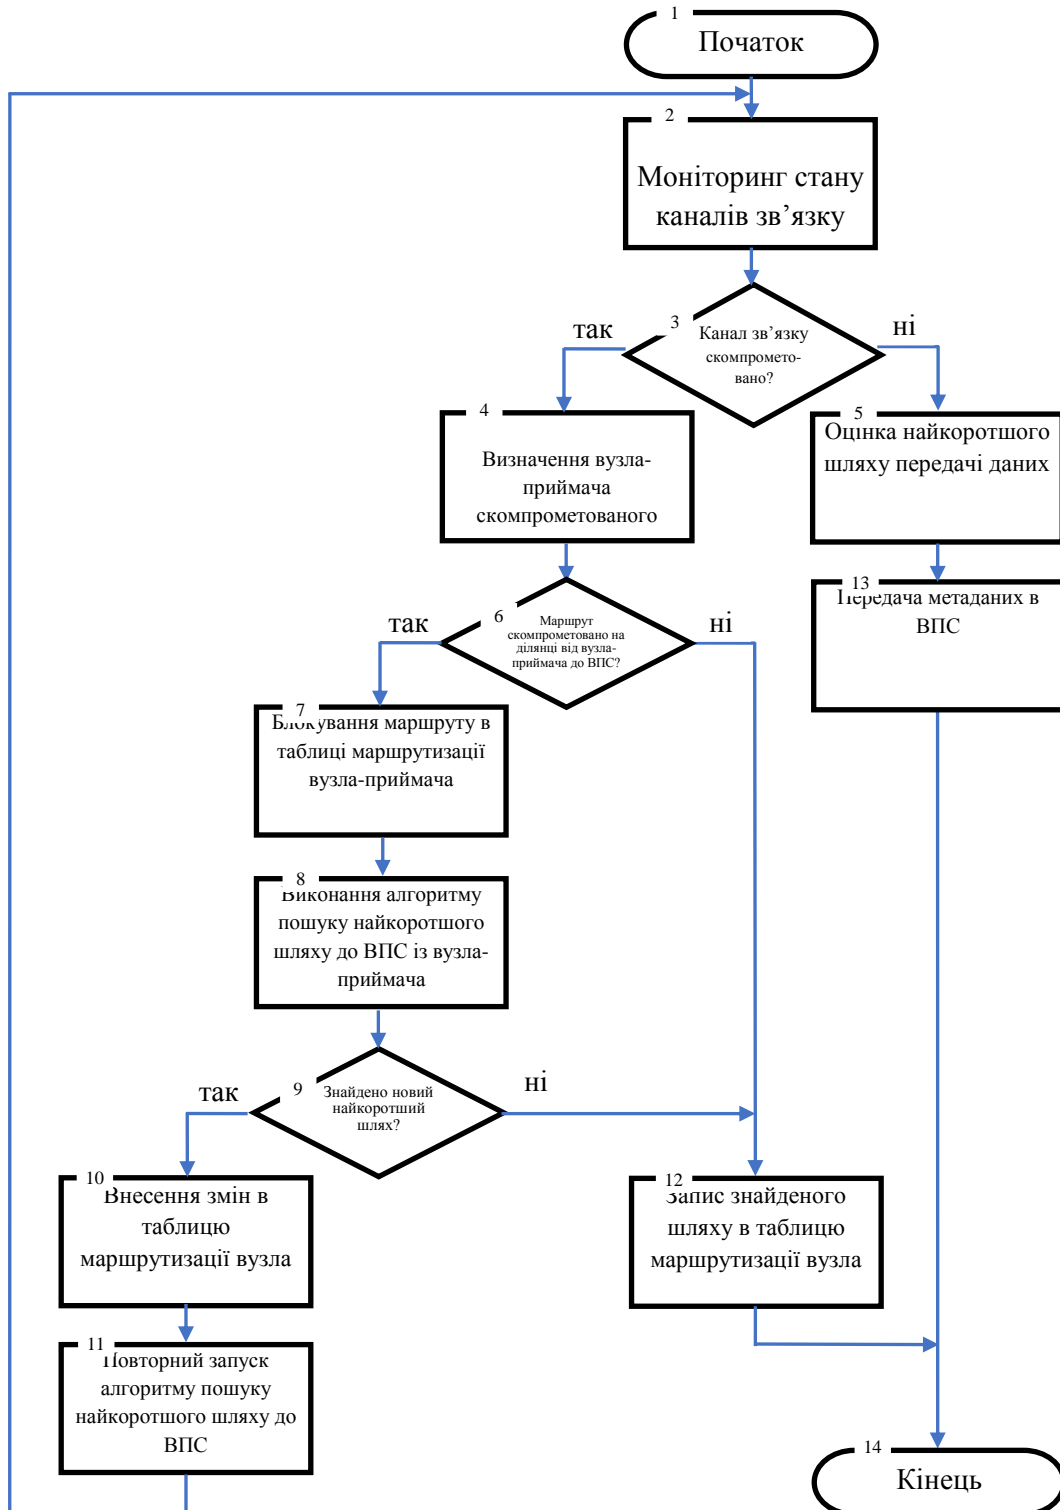 1
Початок
2
Моніторинг стану
каналів зв’язку
3
Канал зв’язку
скомпромето-
вано?
так
ні
4
Визначення вузла-
приймача
скомпрометованого
5
Оцінка найкоротшого
шляху передачі даних
13
Передача метаданих в
ВПС
6
Маршрут
скомпрометовано на
ділянці від вузла-
приймача до ВПС?
так
ні
7
Блокування маршруту в
таблиці маршрутизації
вузла-приймача
8
Виконання алгоритму
пошуку найкоротшого
шляху до ВПС із вузла-
приймача
9
Знайдено новий
найкоротший
шлях?
так
ні
10
Внесення змін в
таблицю
маршрутизації вузла
12
Запис знайденого
шляху в таблицю
маршрутизації вузла
11
Повторний запуск
алгоритму пошуку
найкоротшого шляху до
ВПС
14
Кінець